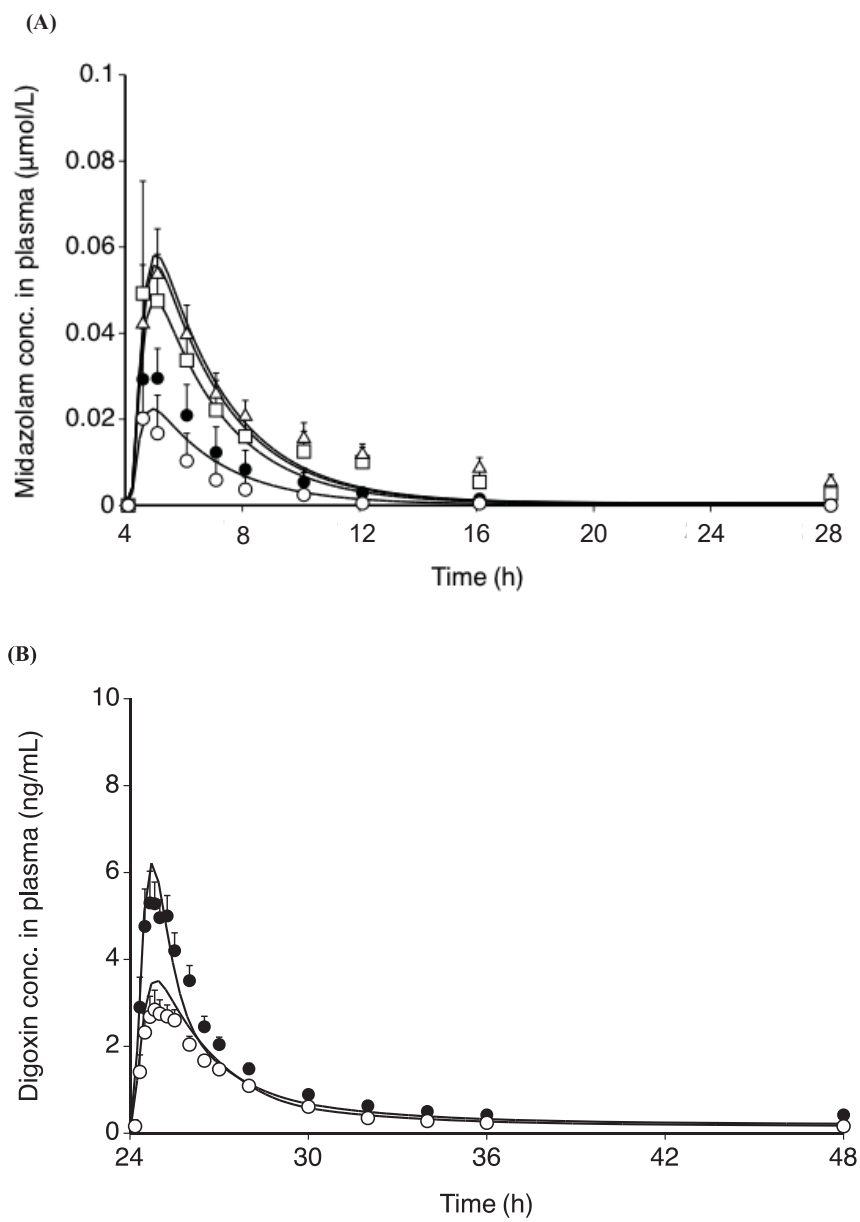 (A)
0.1
0.08
0.06
0.04
0.02
0
4 8 12 16 20 24 28
Midazolam conc. in plasma (μmol/L)
Time (h)
(B)
10
8
6
4
2
0
24 30 36 42 48
Digoxin conc. in plasma (ng/mL)
Time (h)